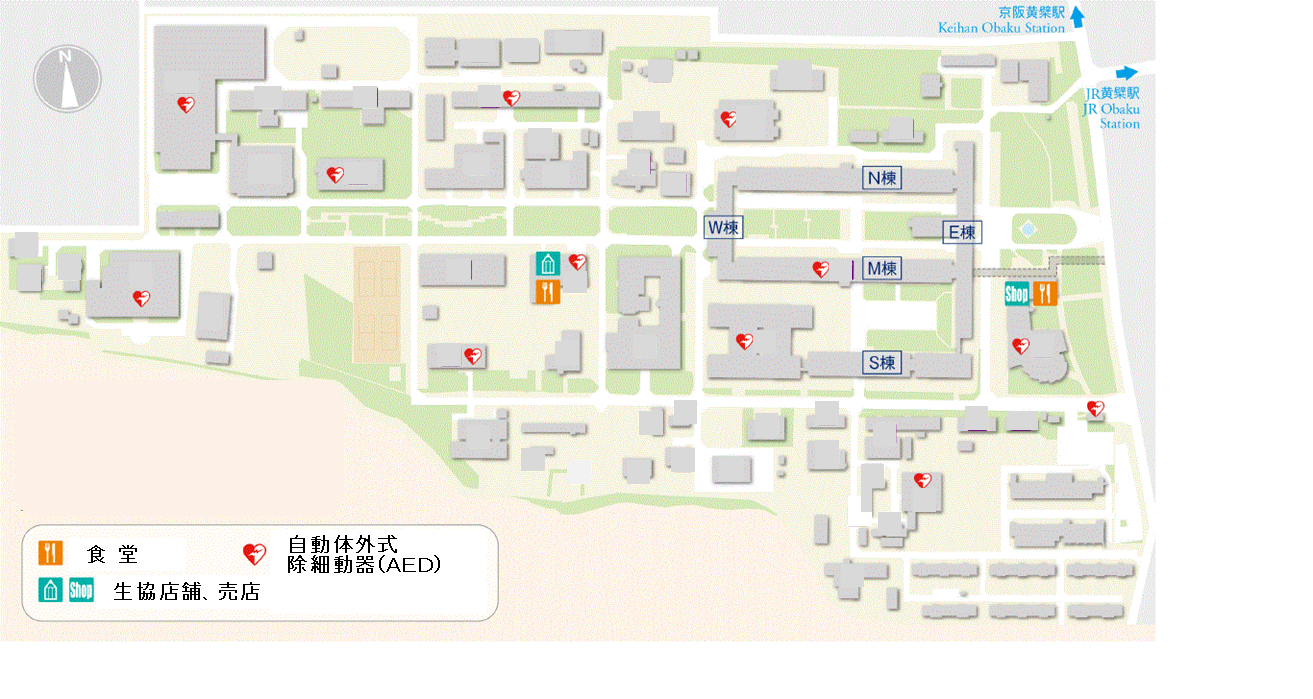 京阪黄檗駅
Keihan Obaku Station
N
JR黄檗駅
JR Obaku
Station
N棟
W棟
E棟
M棟
Shop
S棟
食 堂
自動体外式
除細動器(AED)
Shop
生協店舗、売店